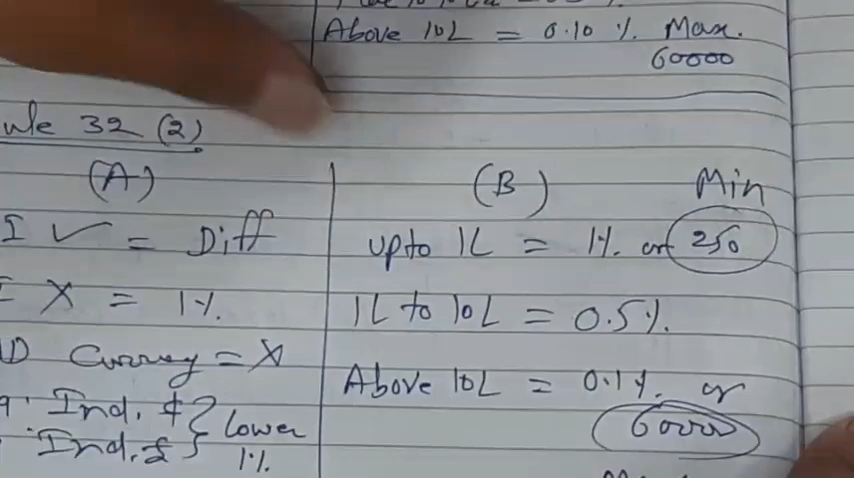 Above 10L = 0.10 %. Max.
60000
ule 32 (2)
(A)
I ✓ = Diff
I X = 1%.
D Currency = X
Ind. $ } Lower
Ind. £ } 1%
(B) Min
upto 1L = 1%. or 250
1L to 10L = 0.5%.
Above 10L = 0.1%. or
60000